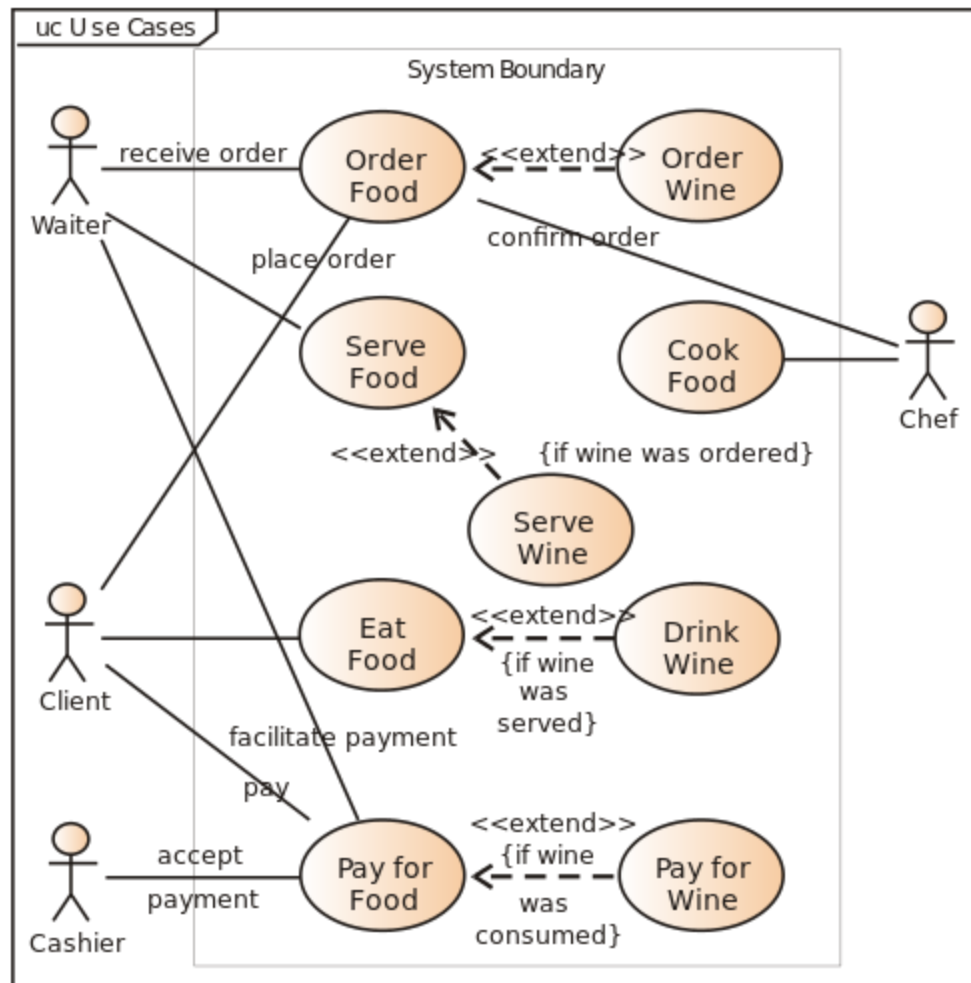 uc Use Cases
System Boundary
receive order
Order
Food
<<extend>>
Order
Wine
Waiter
place order
confirm order
Serve
Food
Cook
Food
Chef
<<extend>>
{if wine was ordered}
Serve
Wine
Client
Eat
Food
<<extend>>
{if wine
was
served}
Drink
Wine
facilitate payment
pay
Cashier
accept
payment
Pay for
Food
<<extend>>
{if wine
was
consumed}
Pay for
Wine